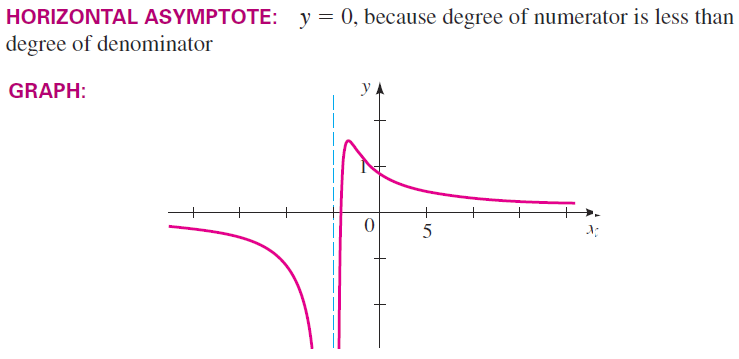 HORIZONTAL ASYMPTOTE: y = 0, because degree of numerator is less than
degree of denominator
GRAPH:
y
1
0
5
x